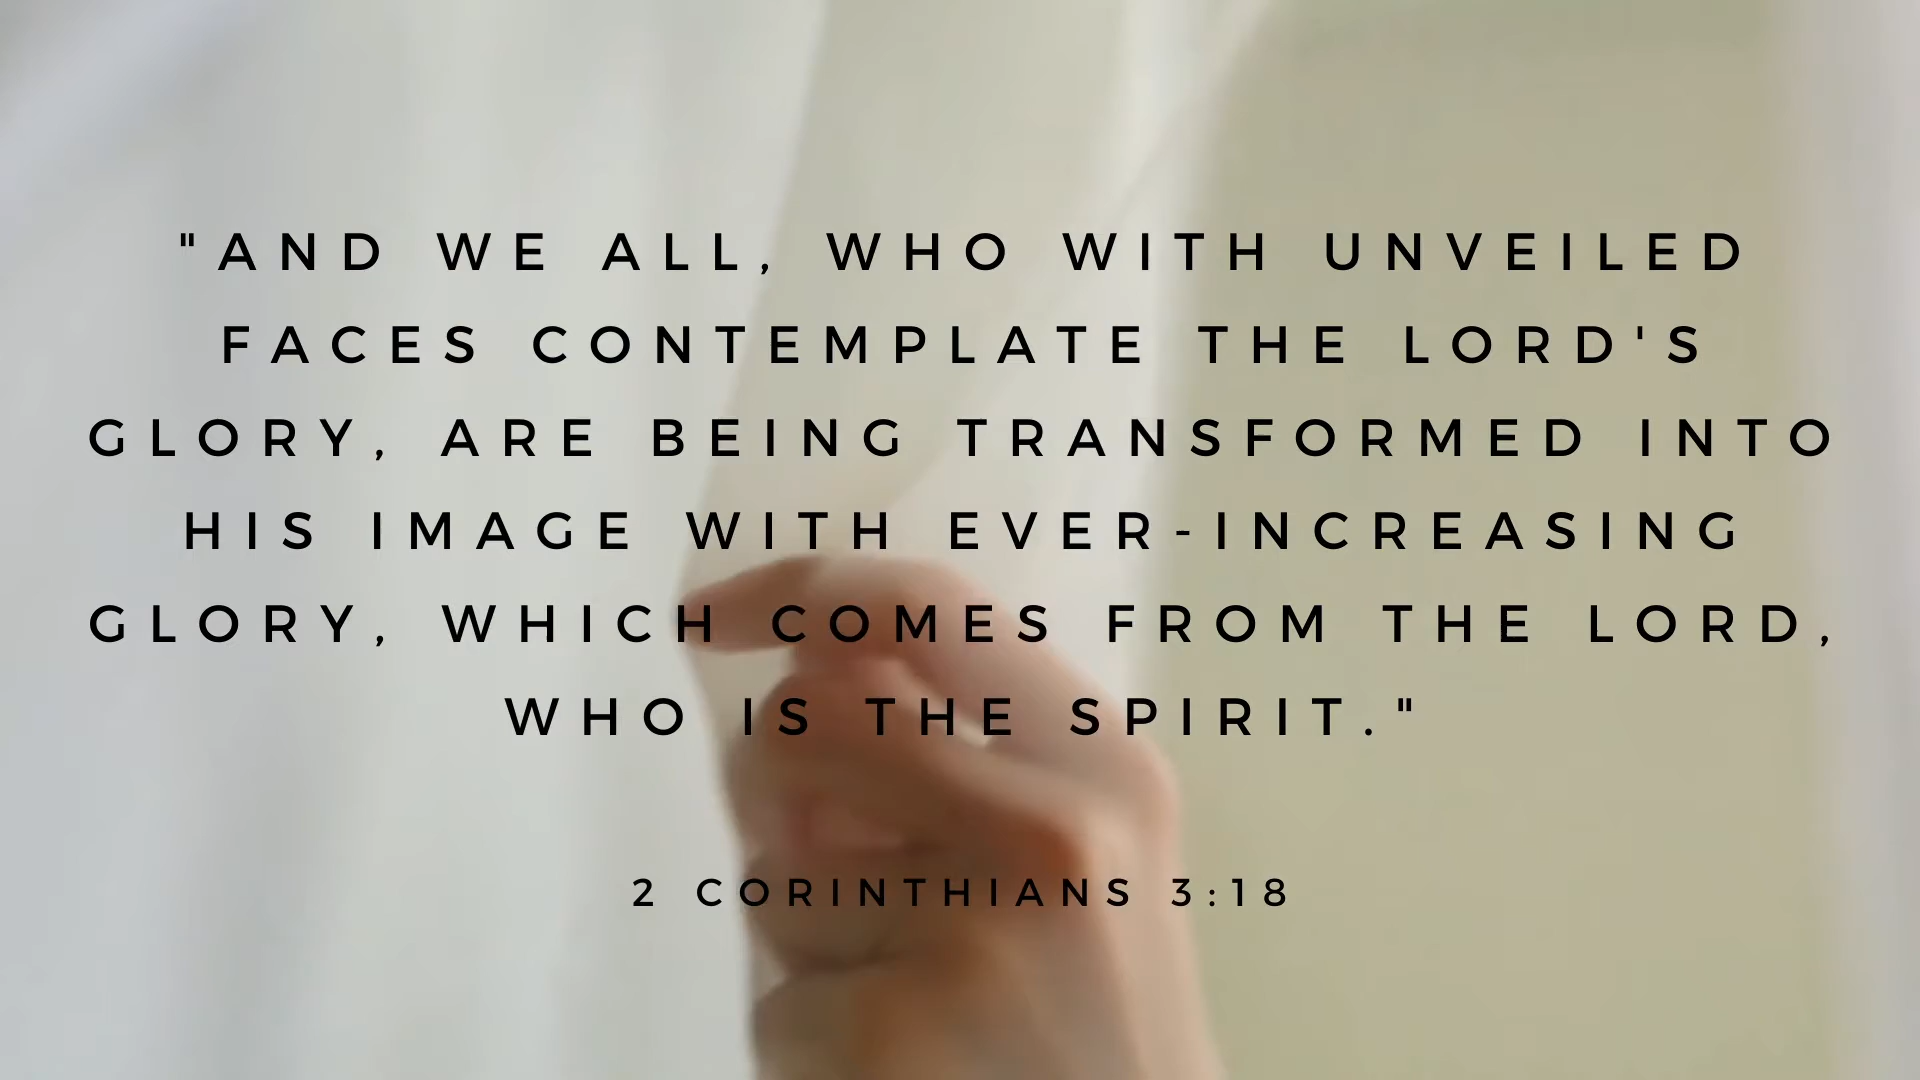 "AND WE ALL, WHO WITH UNVEILED
FACES CONTEMPLATE THE LORD'S
GLORY, ARE BEING TRANSFORMED INTO
HIS IMAGE WITH EVER-INCREASING
GLORY, WHICH COMES FROM THE LORD,
WHO IS THE SPIRIT."
2 CORINTHIANS 3:18